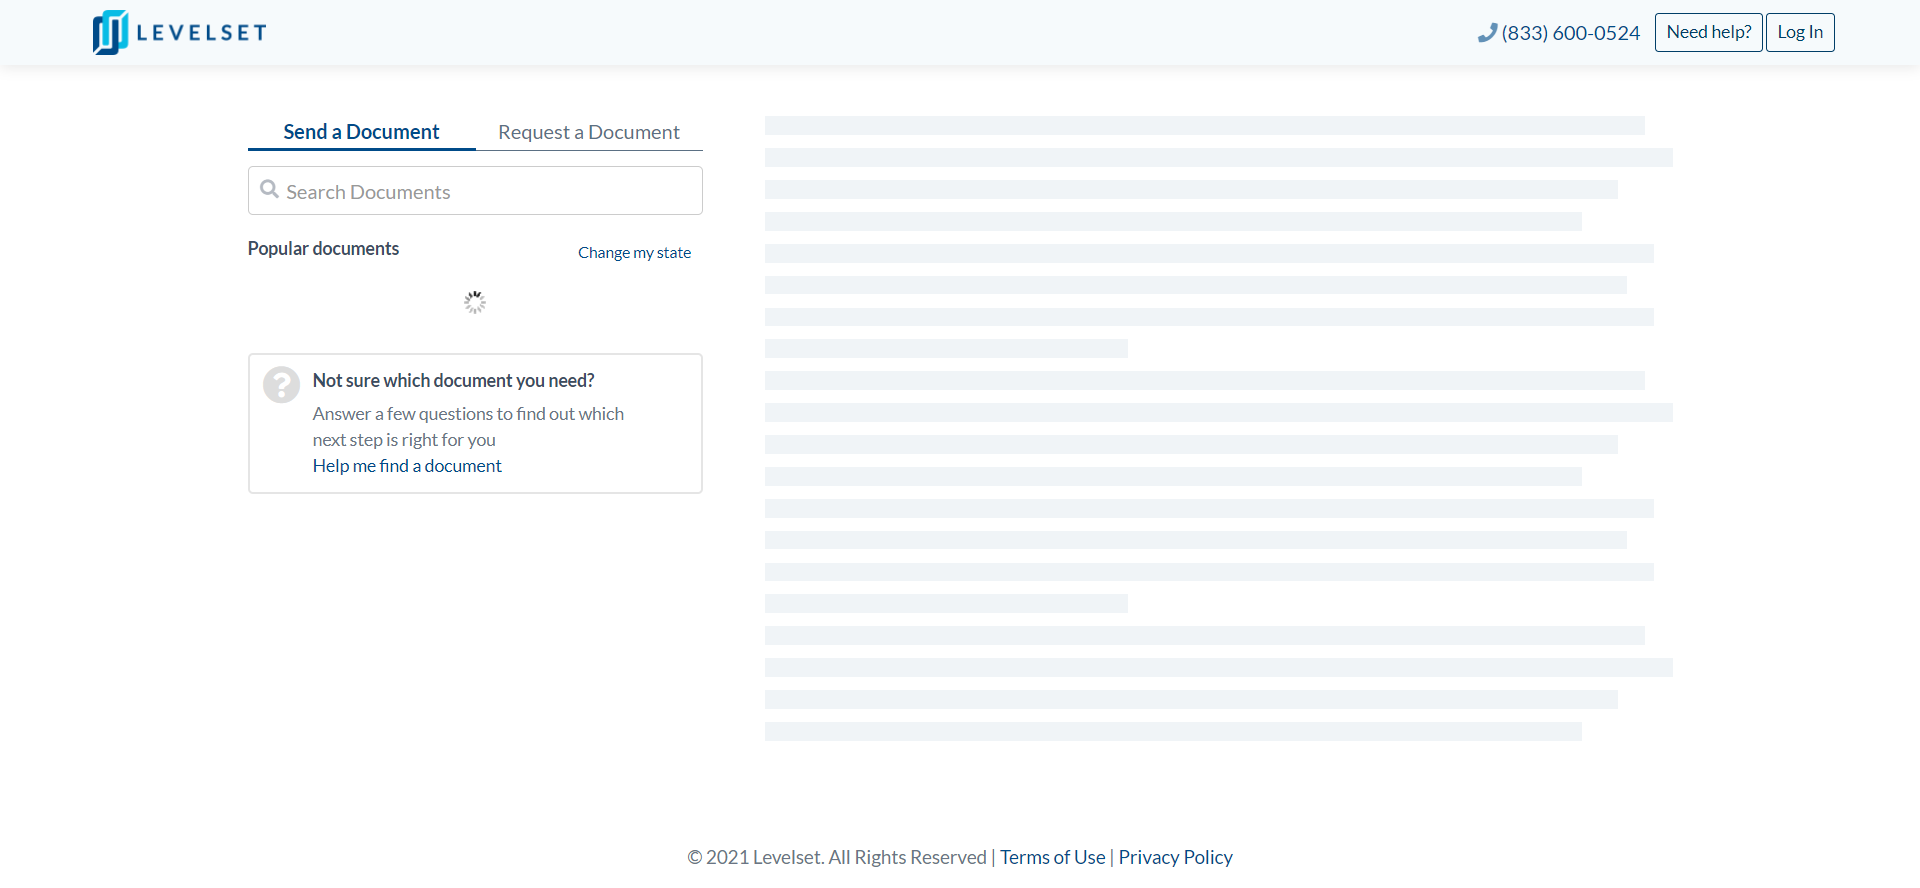 LEVELSET
(833) 600-0524
Need help?
Log In
Send a Document
Request a Document
Search Documents
Popular documents
Change my state
Not sure which document you need?
Answer a few questions to find out which
next step is right for you
Help me find a document
© 2021 Levelset. All Rights Reserved | Terms of Use | Privacy Policy